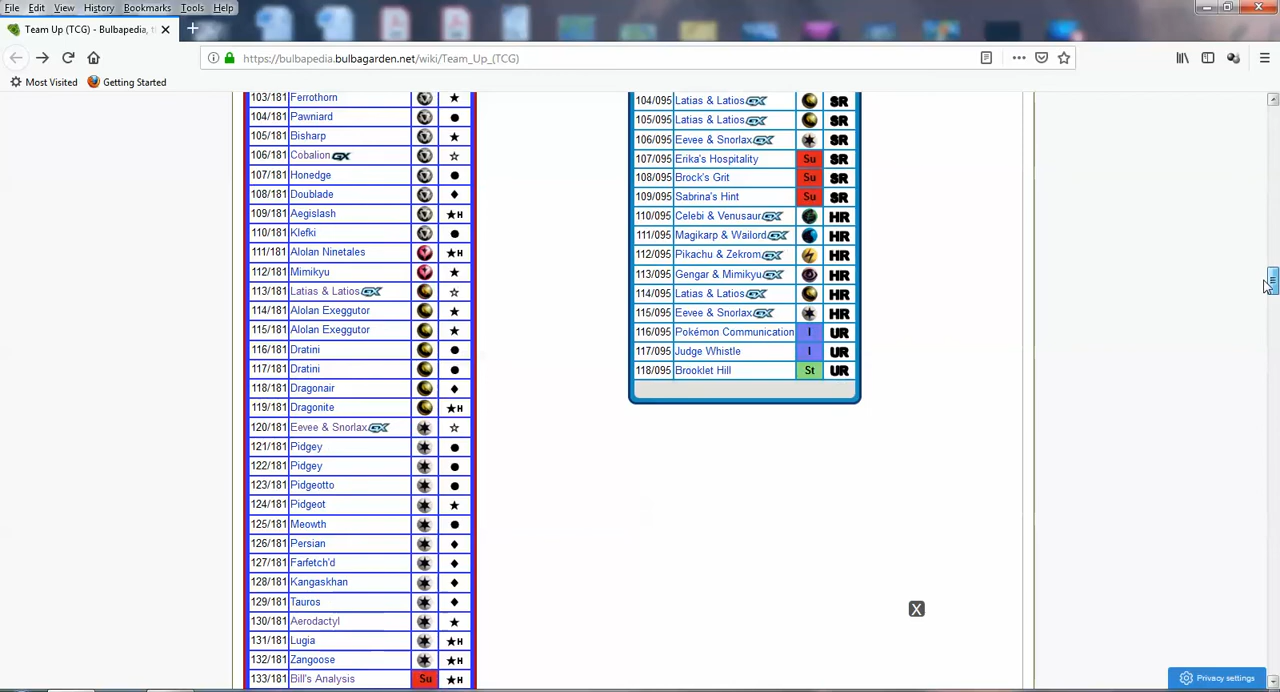 File Edit View History Bookmarks Tools Help
Team Up (TCG) - Bulbapedia, t
https://bulbapedia.bulbagarden.net/wiki/Team_Up_(TCG)
Most Visited Getting Started
103/181 Ferrothorn
104/181 Pawniard
105/181 Bisharp
106/181 Cobalion GX
107/181 Honedge
108/181 Doublade
109/181 Aegislash H
110/181 Klefki
111/181 Alolan Ninetales H
112/181 Mimikyu
113/181 Latias & Latios GX
114/181 Alolan Exeggutor
115/181 Alolan Exeggutor
116/181 Dratini
117/181 Dratini
118/181 Dragonair
119/181 Dragonite H
120/181 Eevee & Snorlax GX
121/181 Pidgey
122/181 Pidgey
123/181 Pidgeotto
124/181 Pidgeot
125/181 Meowth
126/181 Persian
127/181 Farfetch'd
128/181 Kangaskhan
129/181 Tauros
130/181 Aerodactyl
131/181 Lugia H
132/181 Zangoose H
133/181 Bill's Analysis Su H
104/095 Latias & Latios GX SR
105/095 Latias & Latios GX SR
106/095 Eevee & Snorlax GX SR
107/095 Erika's Hospitality Su SR
108/095 Brock's Grit Su SR
109/095 Sabrina's Hint Su SR
110/095 Celebi & Venusaur GX HR
111/095 Magikarp & Wailord GX HR
112/095 Pikachu & Zekrom GX HR
113/095 Gengar & Mimikyu GX HR
114/095 Latias & Latios GX HR
115/095 Eevee & Snorlax GX HR
116/095 Pokémon Communication I UR
117/095 Judge Whistle I UR
118/095 Brooklet Hill St UR
X
Privacy settings